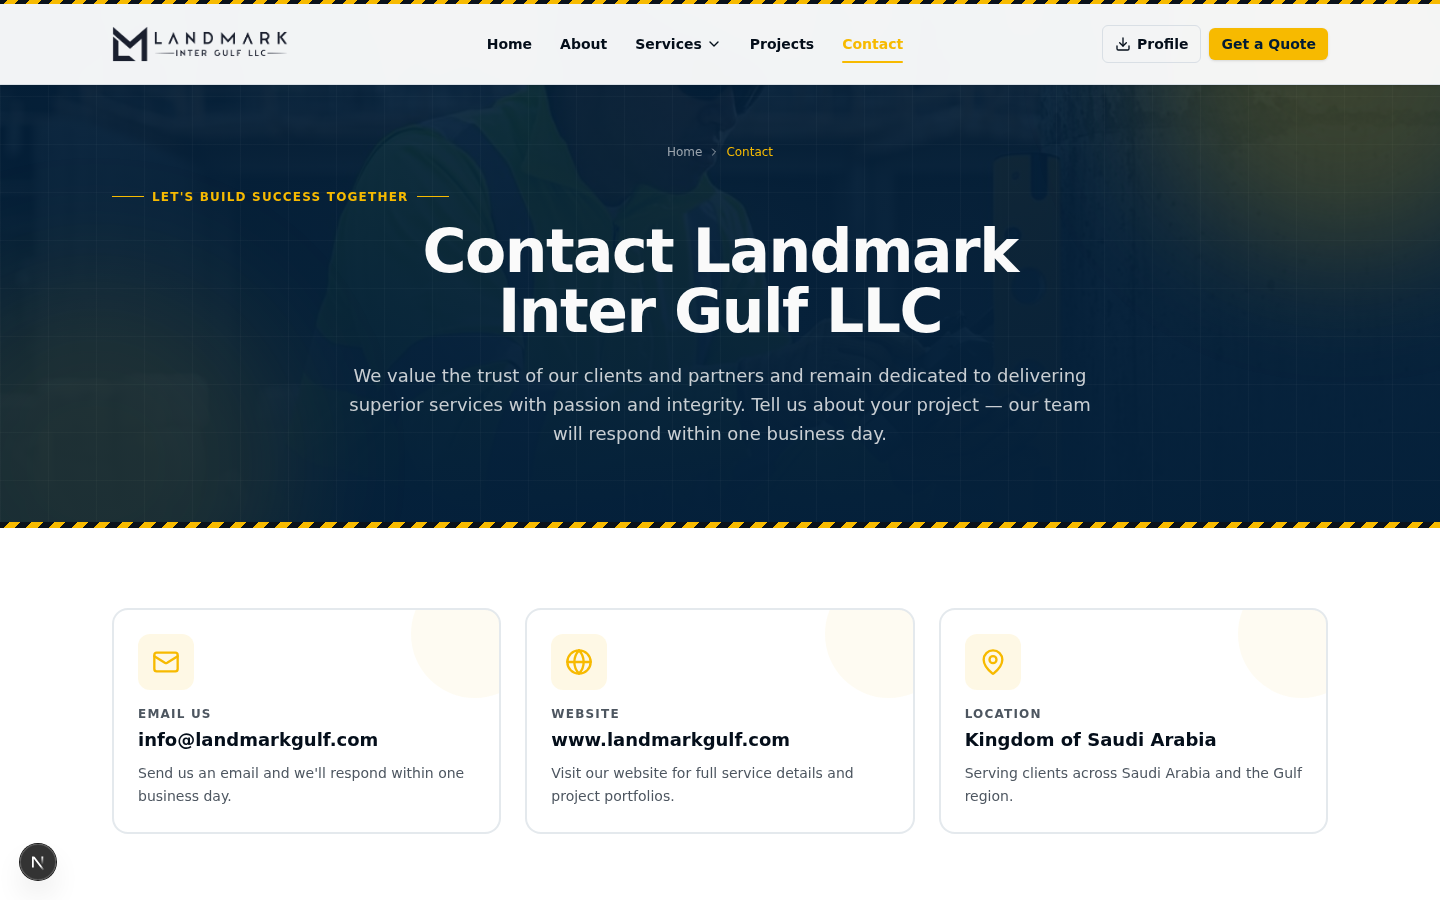 LANDMARK
INTER GULF LLC
Home
About
Services
Projects
Contact
Profile
Get a Quote
Home > Contact
LET'S BUILD SUCCESS TOGETHER
Contact Landmark
Inter Gulf LLC
We value the trust of our clients and partners and remain dedicated to delivering
superior services with passion and integrity. Tell us about your project — our team
will respond within one business day.
EMAIL US
info@landmarkgulf.com
Send us an email and we'll respond within one
business day.
WEBSITE
www.landmarkgulf.com
Visit our website for full service details and
project portfolios.
LOCATION
Kingdom of Saudi Arabia
Serving clients across Saudi Arabia and the Gulf
region.
N